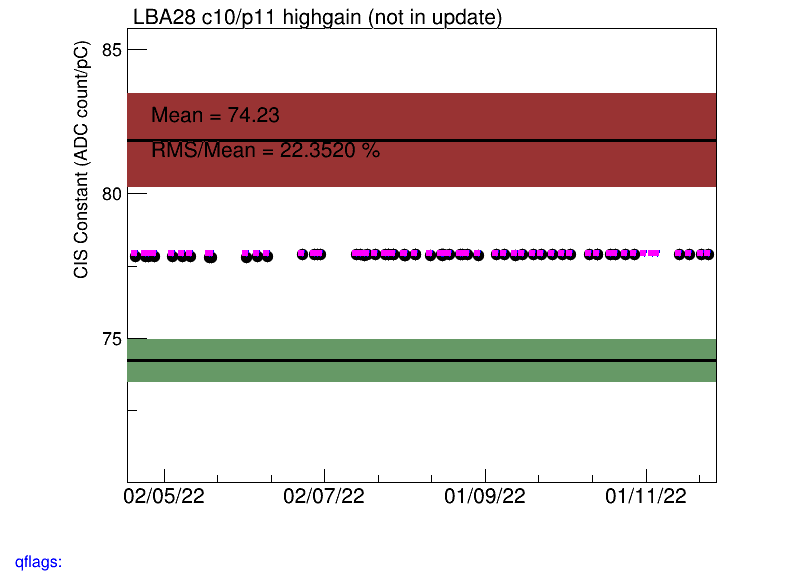 LBA28 c10/p11 highgain (not in update)
CIS Constant (ADC count/pC)
85
Mean = 74.23
RMS/Mean = 22.3520 %
80
75
02/05/22 02/07/22 01/09/22 01/11/22
qflags: